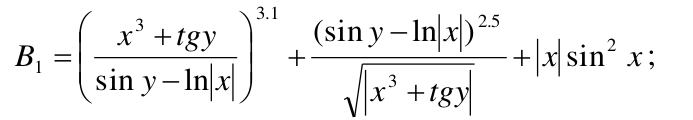 B₁ = ( (x³ + tgy) / (sin y − ln|x|) )^3.1 + (sin y − ln|x|)^2.5 / √|x³ + tgy| + |x| sin² x ;